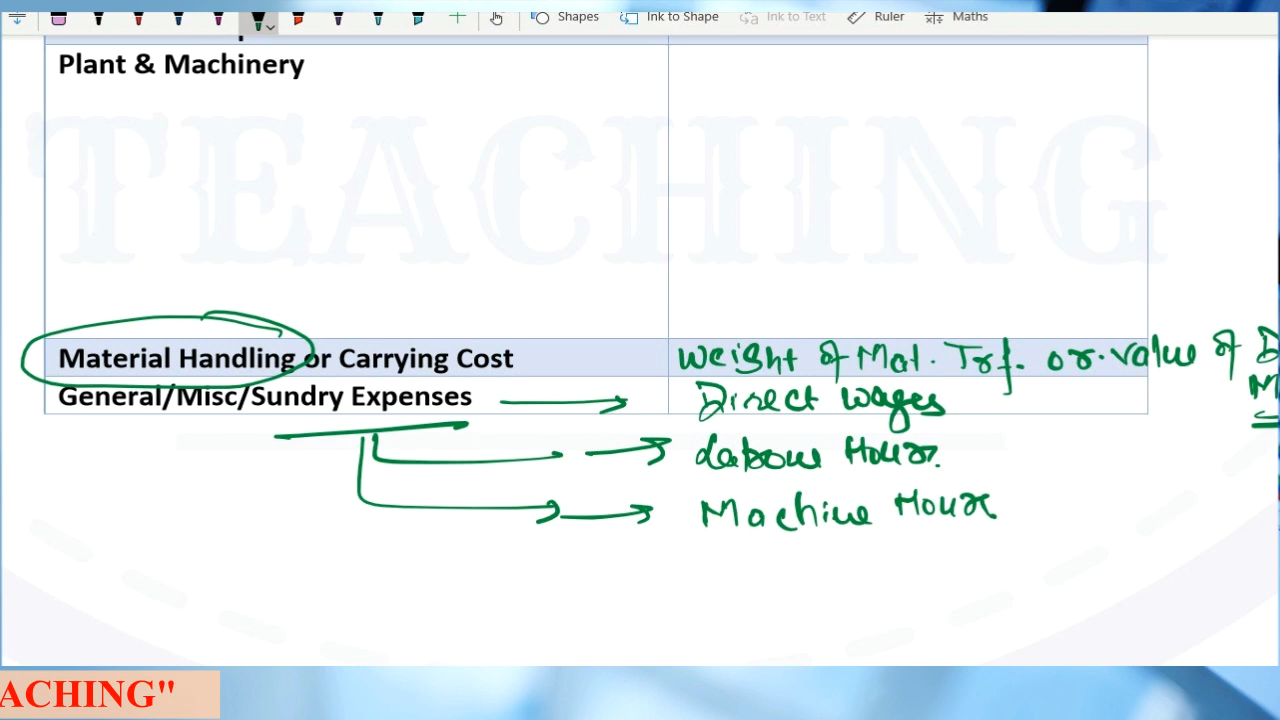 Shapes Ink to Shape Ink to Text Ruler Maths
Plant & Machinery
TEACHING
Material Handling or Carrying Cost Weight of Mat. Trf. or value of D
General/Misc/Sundry Expenses Direct wages M
Labour Hour.
Machine Hour
ACHING"